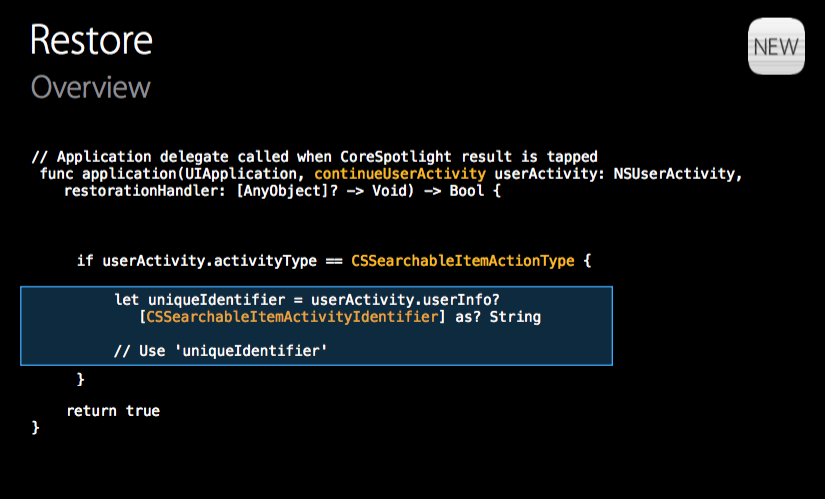 Restore
NEW
Overview
// Application delegate called when CoreSpotlight result is tapped
func application(UIApplication, continueUserActivity userActivity: NSUserActivity,
restorationHandler: [AnyObject]? -> Void) -> Bool {
if userActivity.activityType == CSSearchableItemActionType {
let uniqueIdentifier = userActivity.userInfo?
[CSSearchableItemActivityIdentifier] as? String
// Use 'uniqueIdentifier'
}
return true
}